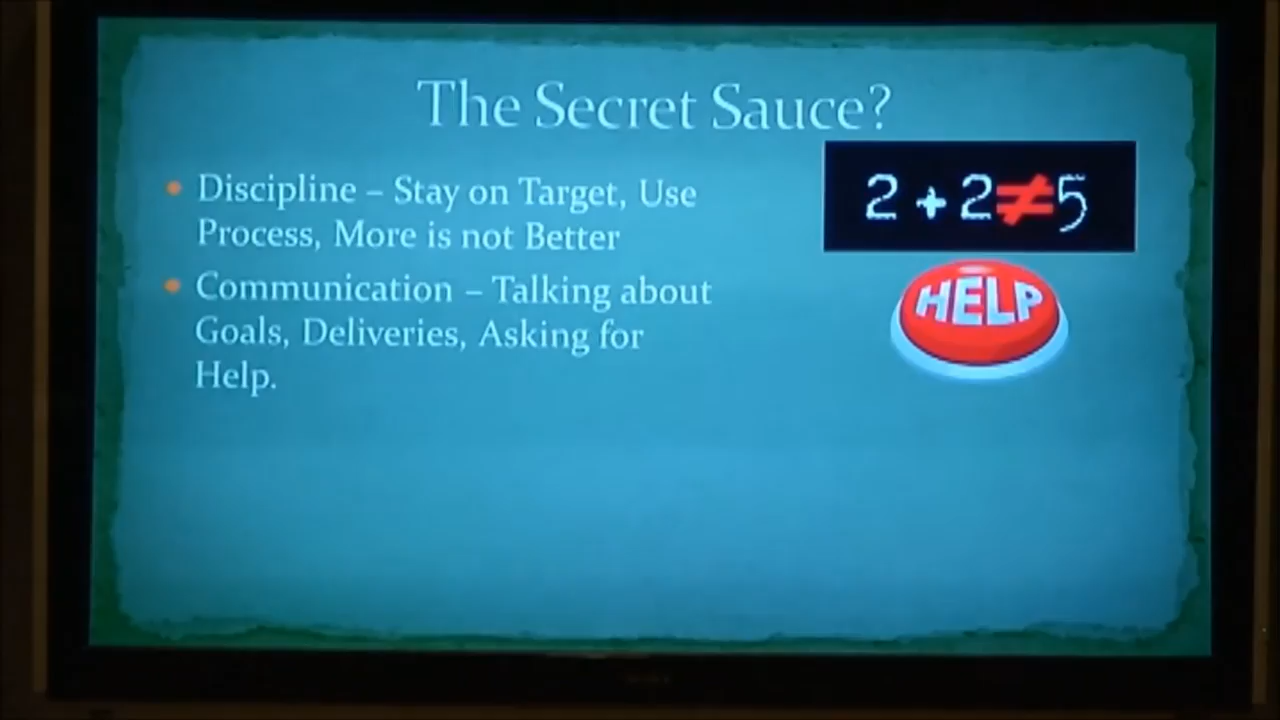 The Secret Sauce?
• Discipline – Stay on Target, Use
Process, More is not Better
• Communication – Talking about
Goals, Deliveries, Asking for
Help.
2 + 2≠5
HELP